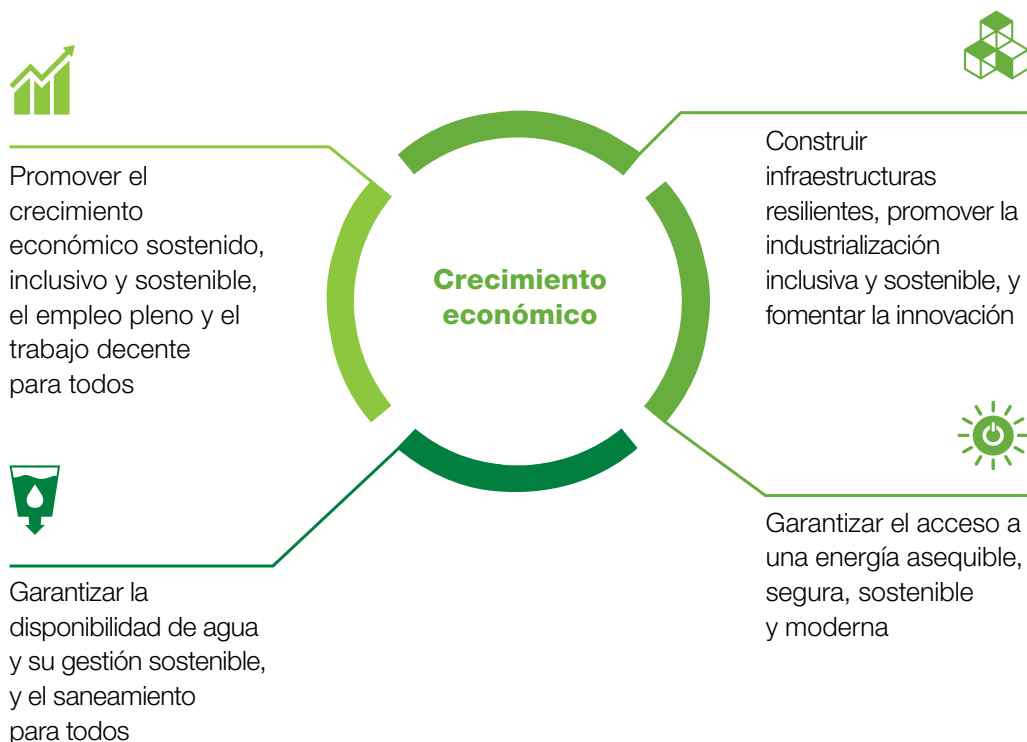 Promover el
crecimiento
económico sostenido,
inclusivo y sostenible,
el empleo pleno y el
trabajo decente
para todos
Crecimiento
económico
Construir
infraestructuras
resilientes, promover la
industrialización
inclusiva y sostenible, y
fomentar la innovación
Garantizar la
disponibilidad de agua
y su gestión sostenible,
y el saneamiento
para todos
Garantizar el acceso a
una energía asequible,
segura, sostenible
y moderna